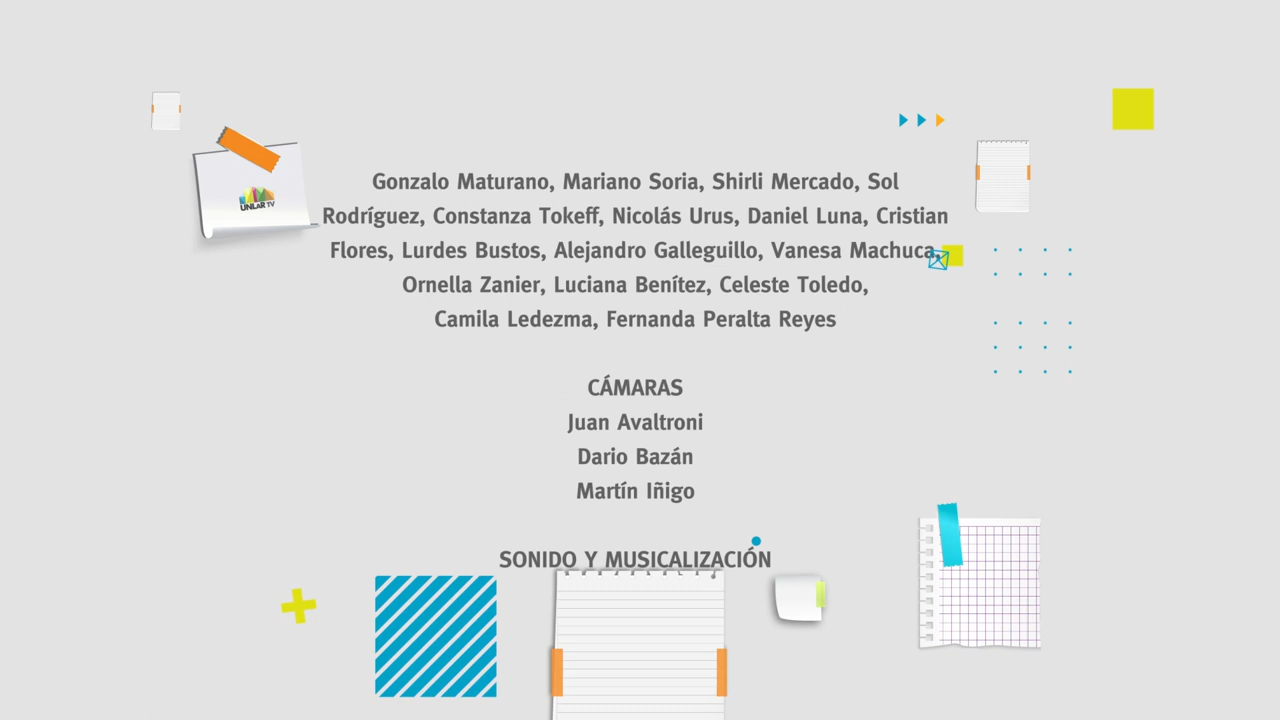 UNLAR TV
Gonzalo Maturano, Mariano Soria, Shirli Mercado, Sol
Rodríguez, Constanza Tokeff, Nicolás Urus, Daniel Luna, Cristian
Flores, Lurdes Bustos, Alejandro Galleguillo, Vanesa Machuca,
Ornella Zanier, Luciana Benítez, Celeste Toledo,
Camila Ledezma, Fernanda Peralta Reyes
CÁMARAS
Juan Avaltroni
Dario Bazán
Martín Iñigo
SONIDO Y MUSICALIZACIÓN